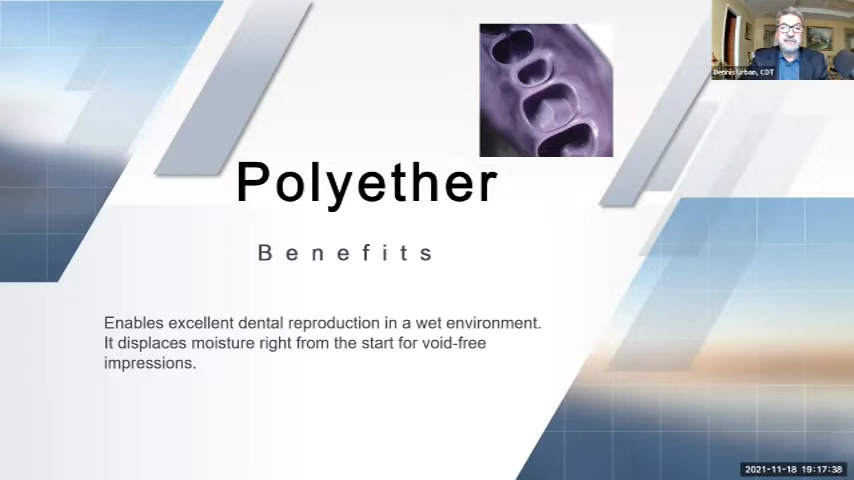 Dennis Urban, CDT
Polyether
Benefits
Enables excellent dental reproduction in a wet environment.
It displaces moisture right from the start for void-free
impressions.
2021-11-18 19:17:38